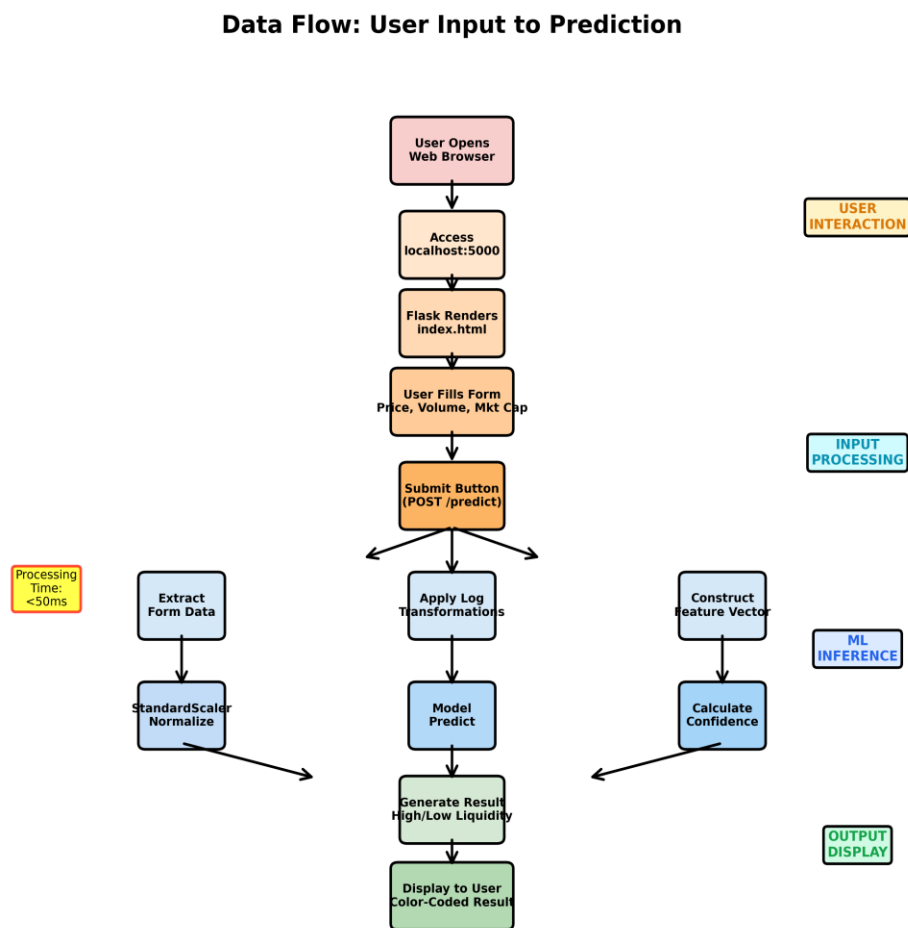 Data Flow: User Input to Prediction
User Opens
Web Browser
USER
INTERACTION
Access
localhost:5000
Flask Renders
index.html
User Fills Form
Price, Volume, Mkt Cap
INPUT
PROCESSING
Submit Button
(POST /predict)
Processing
Time:
<50ms
Extract
Form Data
Apply Log
Transformations
Construct
Feature Vector
ML
INFERENCE
StandardScaler
Normalize
Model
Predict
Calculate
Confidence
Generate Result
High/Low Liquidity
OUTPUT
DISPLAY
Display to User
Color-Coded Result